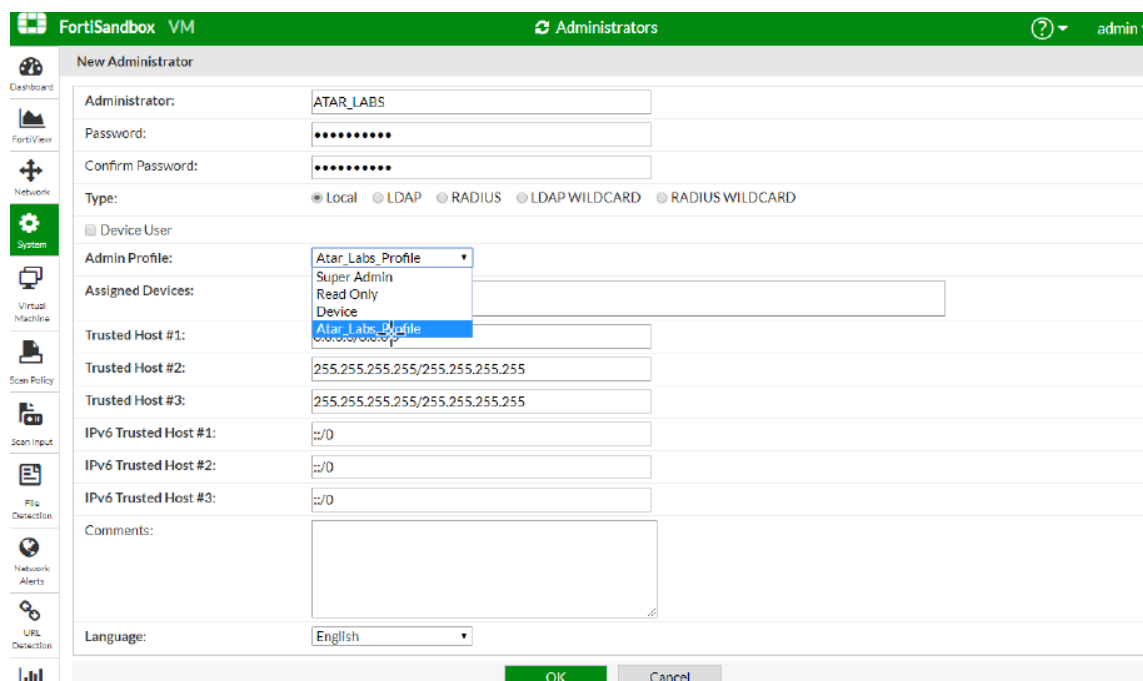 FortiSandbox VM
Administrators
admin
New Administrator
Dashboard
FortiView
Network
System
Virtual
Machine
Scan Policy
Scan Input
File
Detection
Network
Alerts
URL
Detection
Administrator: ATAR_LABS
Password: ••••••••••
Confirm Password: ••••••••••
Type: Local LDAP RADIUS LDAP WILDCARD RADIUS WILDCARD
Device User
Admin Profile: Atar_Labs_Profile
Super Admin
Read Only
Device
Atar_Labs_Profile
Assigned Devices:
Trusted Host #1:
Trusted Host #2: 255.255.255.255/255.255.255.255
Trusted Host #3: 255.255.255.255/255.255.255.255
IPv6 Trusted Host #1: ::/0
IPv6 Trusted Host #2: ::/0
IPv6 Trusted Host #3: ::/0
Comments:
Language: English
OK Cancel